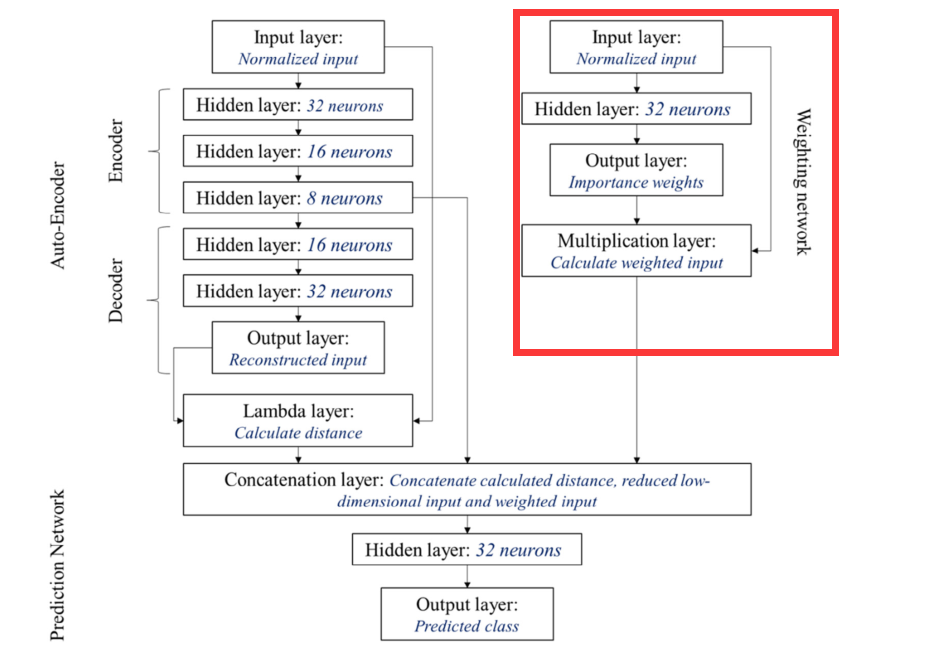 Input layer:
Normalized input
Hidden layer: 32 neurons
Hidden layer: 16 neurons
Hidden layer: 8 neurons
Hidden layer: 16 neurons
Hidden layer: 32 neurons
Output layer:
Reconstructed input
Lambda layer:
Calculate distance
Encoder
Decoder
Auto-Encoder
Input layer:
Normalized input
Hidden layer: 32 neurons
Output layer:
Importance weights
Multiplication layer:
Calculate weighted input
Weighting network
Concatenation layer: Concatenate calculated distance, reduced low-
dimensional input and weighted input
Hidden layer: 32 neurons
Output layer:
Predicted class
Prediction Network